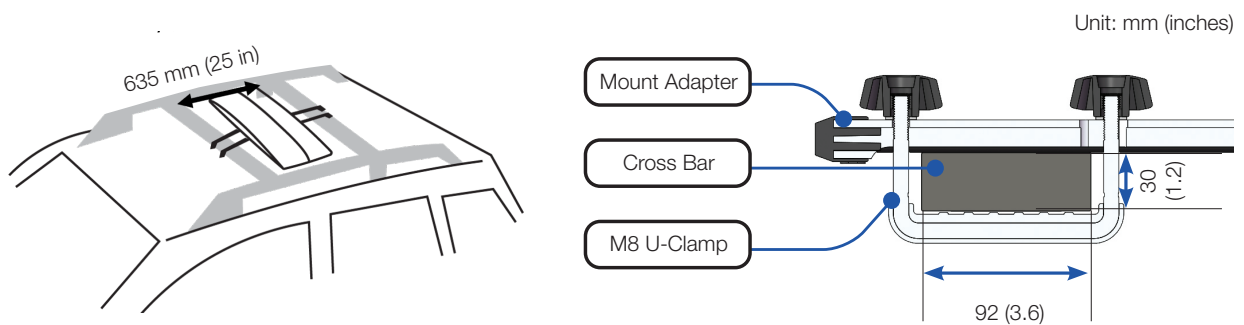 Unit: mm (inches)
635 mm (25 in)
Mount Adapter
Cross Bar
M8 U-Clamp
30
(1.2)
92 (3.6)